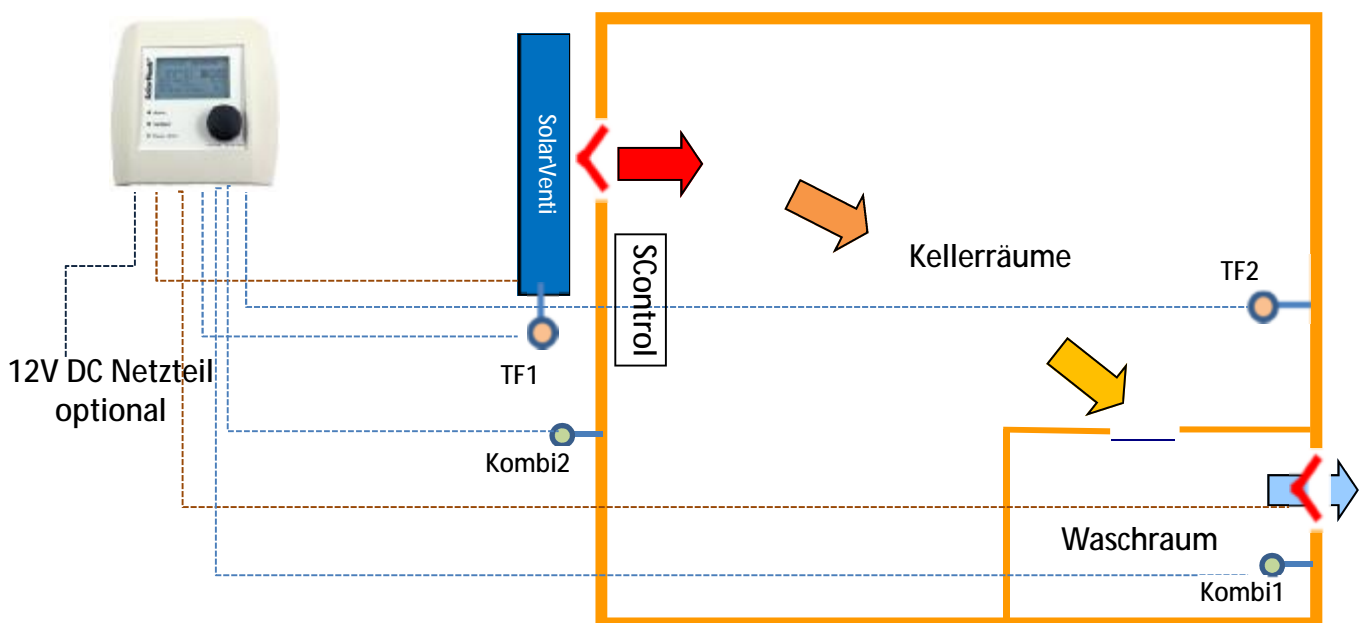 SolarVenti
SControl
Kellerräume
TF2
12V DC Netzteil
optional
TF1
Kombi2
Waschraum
Kombi1